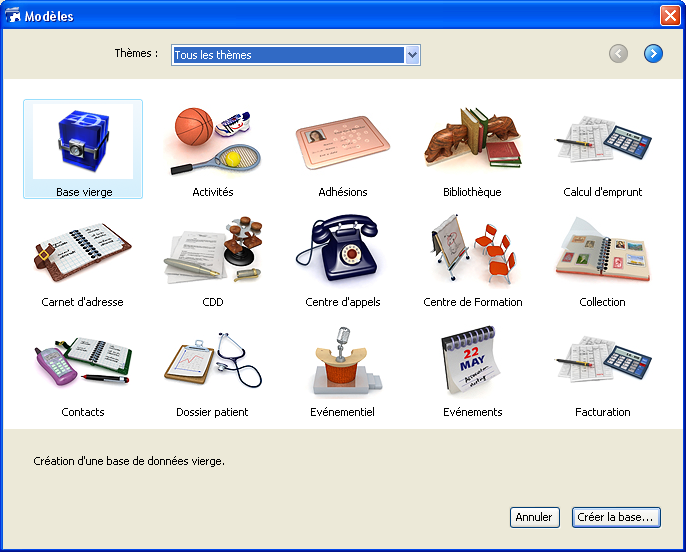 Modèles
Thèmes :
Tous les thèmes
Base vierge
Activités
Adhésions
Bibliothèque
Calcul d'emprunt
Carnet d'adresse
CDD
Centre d'appels
Centre de Formation
Collection
22
MAY
Contacts
Dossier patient
Evénementiel
Evénements
Facturation
Création d'une base de données vierge.
Annuler
Créer la base...